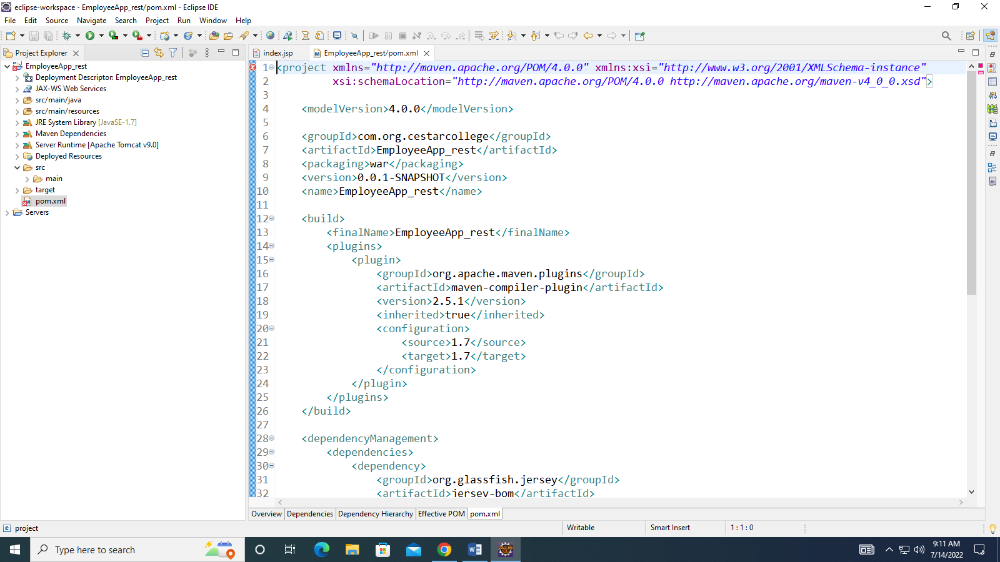 eclipse-workspace - EmployeeApp_rest/pom.xml - Eclipse IDE
File Edit Source Navigate Search Project Run Window Help
Project Explorer
EmployeeApp_rest
Deployment Descriptor: EmployeeApp_rest
JAX-WS Web Services
src/main/java
src/main/resources
JRE System Library [JavaSE-1.7]
Maven Dependencies
Server Runtime [Apache Tomcat v9.0]
Deployed Resources
src
main
target
pom.xml
Servers
index.jsp EmployeeApp_rest/pom.xml
1 <project xmlns="http://maven.apache.org/POM/4.0.0" xmlns:xsi="http://www.w3.org/2001/XMLSchema-instance"
2 xsi:schemaLocation="http://maven.apache.org/POM/4.0.0 http://maven.apache.org/maven-v4_0_0.xsd">
3
4 <modelVersion>4.0.0</modelVersion>
5
6 <groupId>com.org.cestarcollege</groupId>
7 <artifactId>EmployeeApp_rest</artifactId>
8 <packaging>war</packaging>
9 <version>0.0.1-SNAPSHOT</version>
10 <name>EmployeeApp_rest</name>
11
12 <build>
13 <finalName>EmployeeApp_rest</finalName>
14 <plugins>
15 <plugin>
16 <groupId>org.apache.maven.plugins</groupId>
17 <artifactId>maven-compiler-plugin</artifactId>
18 <version>2.5.1</version>
19 <inherited>true</inherited>
20 <configuration>
21 <source>1.7</source>
22 <target>1.7</target>
23 </configuration>
24 </plugin>
25 </plugins>
26 </build>
27
28 <dependencyManagement>
29 <dependencies>
30 <dependency>
31 <groupId>org.glassfish.jersey</groupId>
32 <artifactId>jersey-bom</artifactId>
Overview Dependencies Dependency Hierarchy Effective POM pom.xml
project Writable Smart Insert 1 : 1 : 0
Type here to search
9:11 AM
7/14/2022